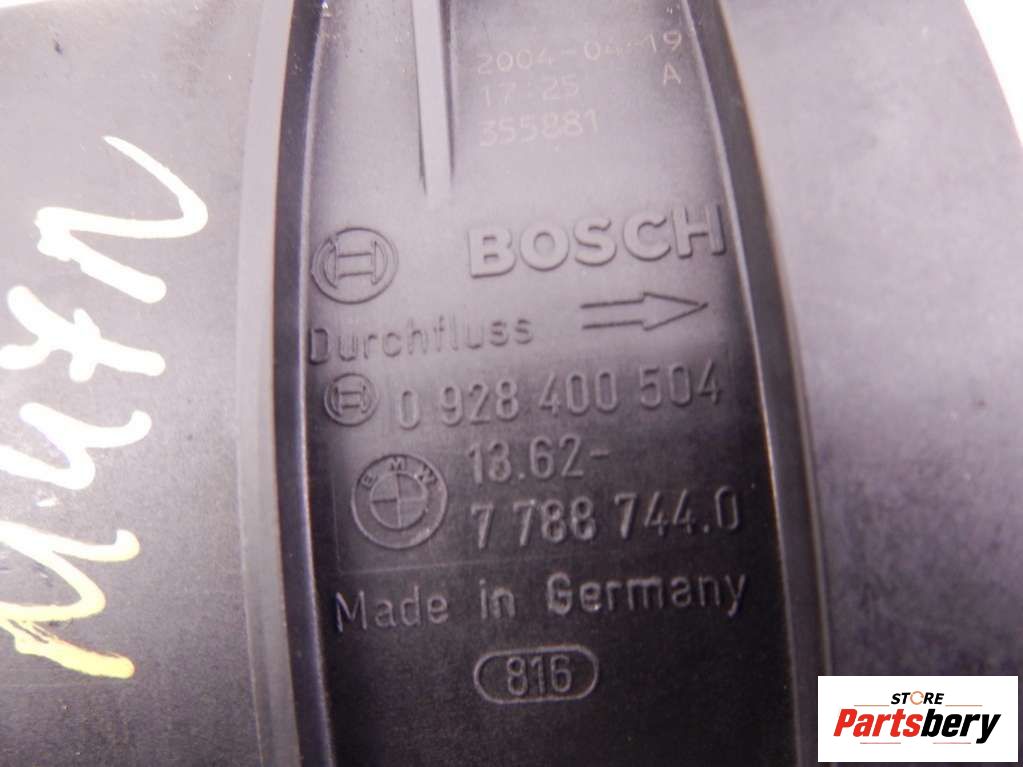 2004-04-19
A
17:25
355881
BOSCH
Durchfluss
0 928 400 504
BMW
13.62-
7 788 744.0
Made in Germany
816
STORE
Partsbery